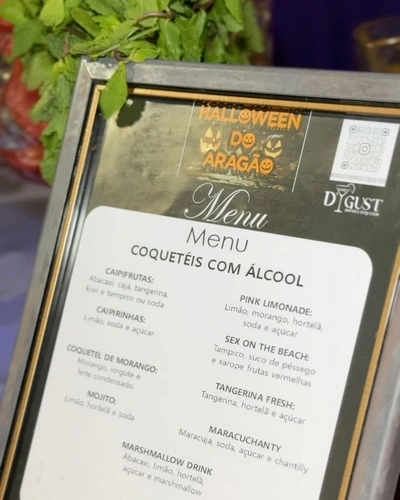 HALLOWEEN
DO
ARAGÃO
DYGUST
Menu
Menu
COQUETÉIS COM ÁLCOOL
CAIPIFRUTAS:
Abacaxi, cajá, tangerina,
kiwi e tampico ou soda
CAIPIRINHAS:
Limão, soda e açúcar
COQUETEL DE MORANGO:
Morango, iorgute e
leite condensado.
MOJITO:
Limão, hortelã e soda
PINK LIMONADE:
Limão, morango, hortelã,
soda e açúcar
SEX ON THE BEACH:
Tampico, suco de pêssego
e xarope frutas vermelhas
TANGERINA FRESH:
Tangerina, hortelã e açúcar
MARACUCHANTY
Maracujá, soda, açúcar e chantilly
MARSHMALLOW DRINK
Abacaxi, limão, hortelã,
açúcar e marshmallow